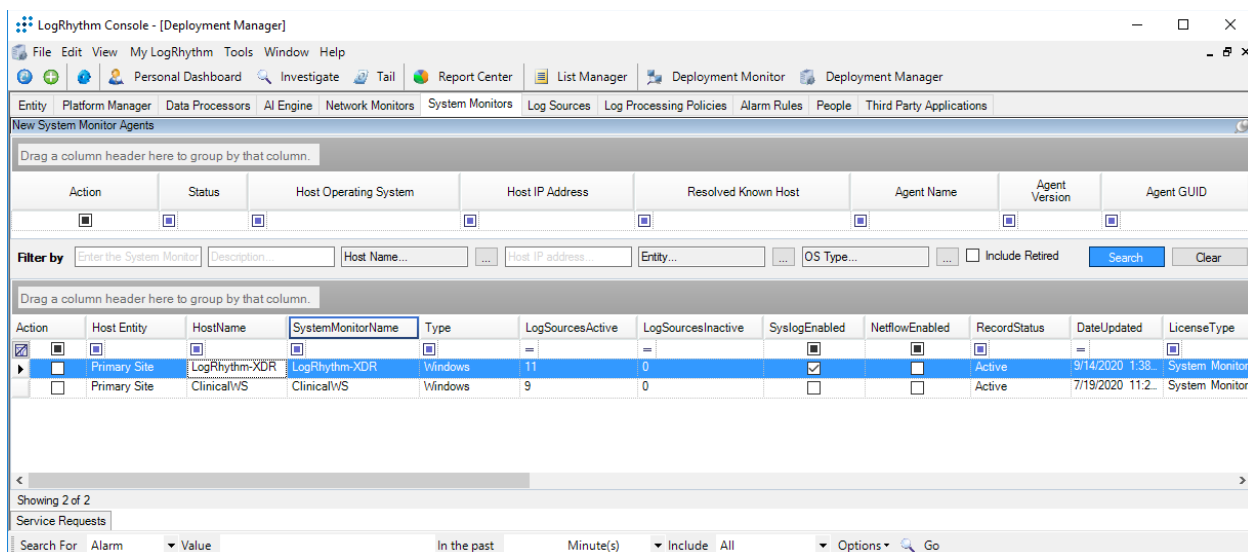 LogRhythm Console - [Deployment Manager]
File Edit View My LogRhythm Tools Window Help
Personal Dashboard Investigate Tail Report Center List Manager Deployment Monitor Deployment Manager
Entity Platform Manager Data Processors AI Engine Network Monitors System Monitors Log Sources Log Processing Policies Alarm Rules People Third Party Applications
New System Monitor Agents
Drag a column header here to group by that column.
Action Status Host Operating System Host IP Address Resolved Known Host Agent Name Agent Version Agent GUID
Filter by Enter the System Monitor Description... Host Name... ... Host IP address... Entity... ... OS Type... ... Include Retired Search Clear
Drag a column header here to group by that column.
Action Host Entity HostName SystemMonitorName Type LogSourcesActive LogSourcesInactive SyslogEnabled NetflowEnabled RecordStatus DateUpdated LicenseType
= = =
Primary Site LogRhythm-XDR LogRhythm-XDR Windows 11 0 Active 9/14/2020 1:38... System Monitor
Primary Site ClinicalWS ClinicalWS Windows 9 0 Active 7/19/2020 11:2... System Monitor
Showing 2 of 2
Service Requests
Search For Alarm Value In the past Minute(s) Include All Options Go